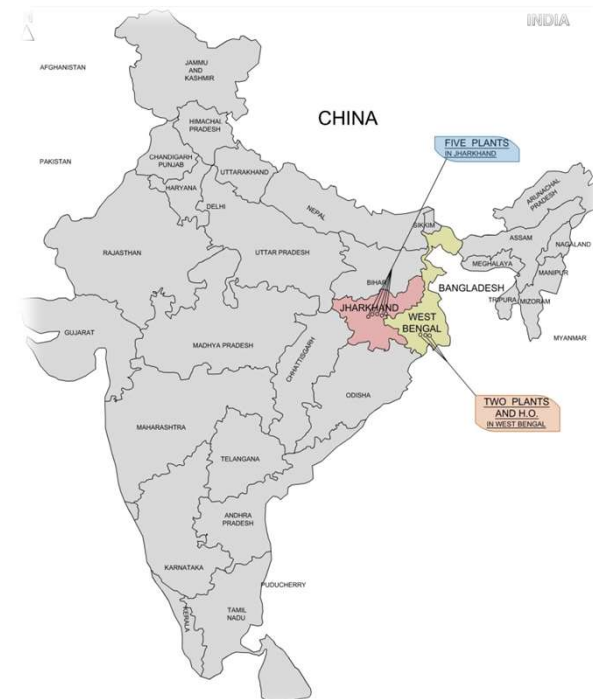 INDIA
AFGHANISTAN
JAMMU
AND
KASHMIR
HIMACHAL
PRADESH
CHINA
FIVE PLANTS
IN JHARKHAND
PAKISTAN
CHANDIGARH
PUNJAB
UTTARAKHAND
HARYANA
DELHI
NEPAL
SIKKIM
ARUNACHAL
PRADESH
ASSAM
NAGALAND
RAJASTHAN
UTTAR PRADESH
MEGHALAYA
MANIPUR
BIHAR
BANGLADESH
TRIPURA
MIZORAM
JHARKHAND
WEST
BENGAL
MYANMAR
GUJARAT
MADHYA PRADESH
CHHATTISGARH
ODISHA
TWO PLANTS
AND H.O.
IN WEST BENGAL
MAHARASHTRA
TELANGANA
ANDHRA
PRADESH
KARNATAKA
PUDUCHERRY
KERALA
TAMIL
NADU